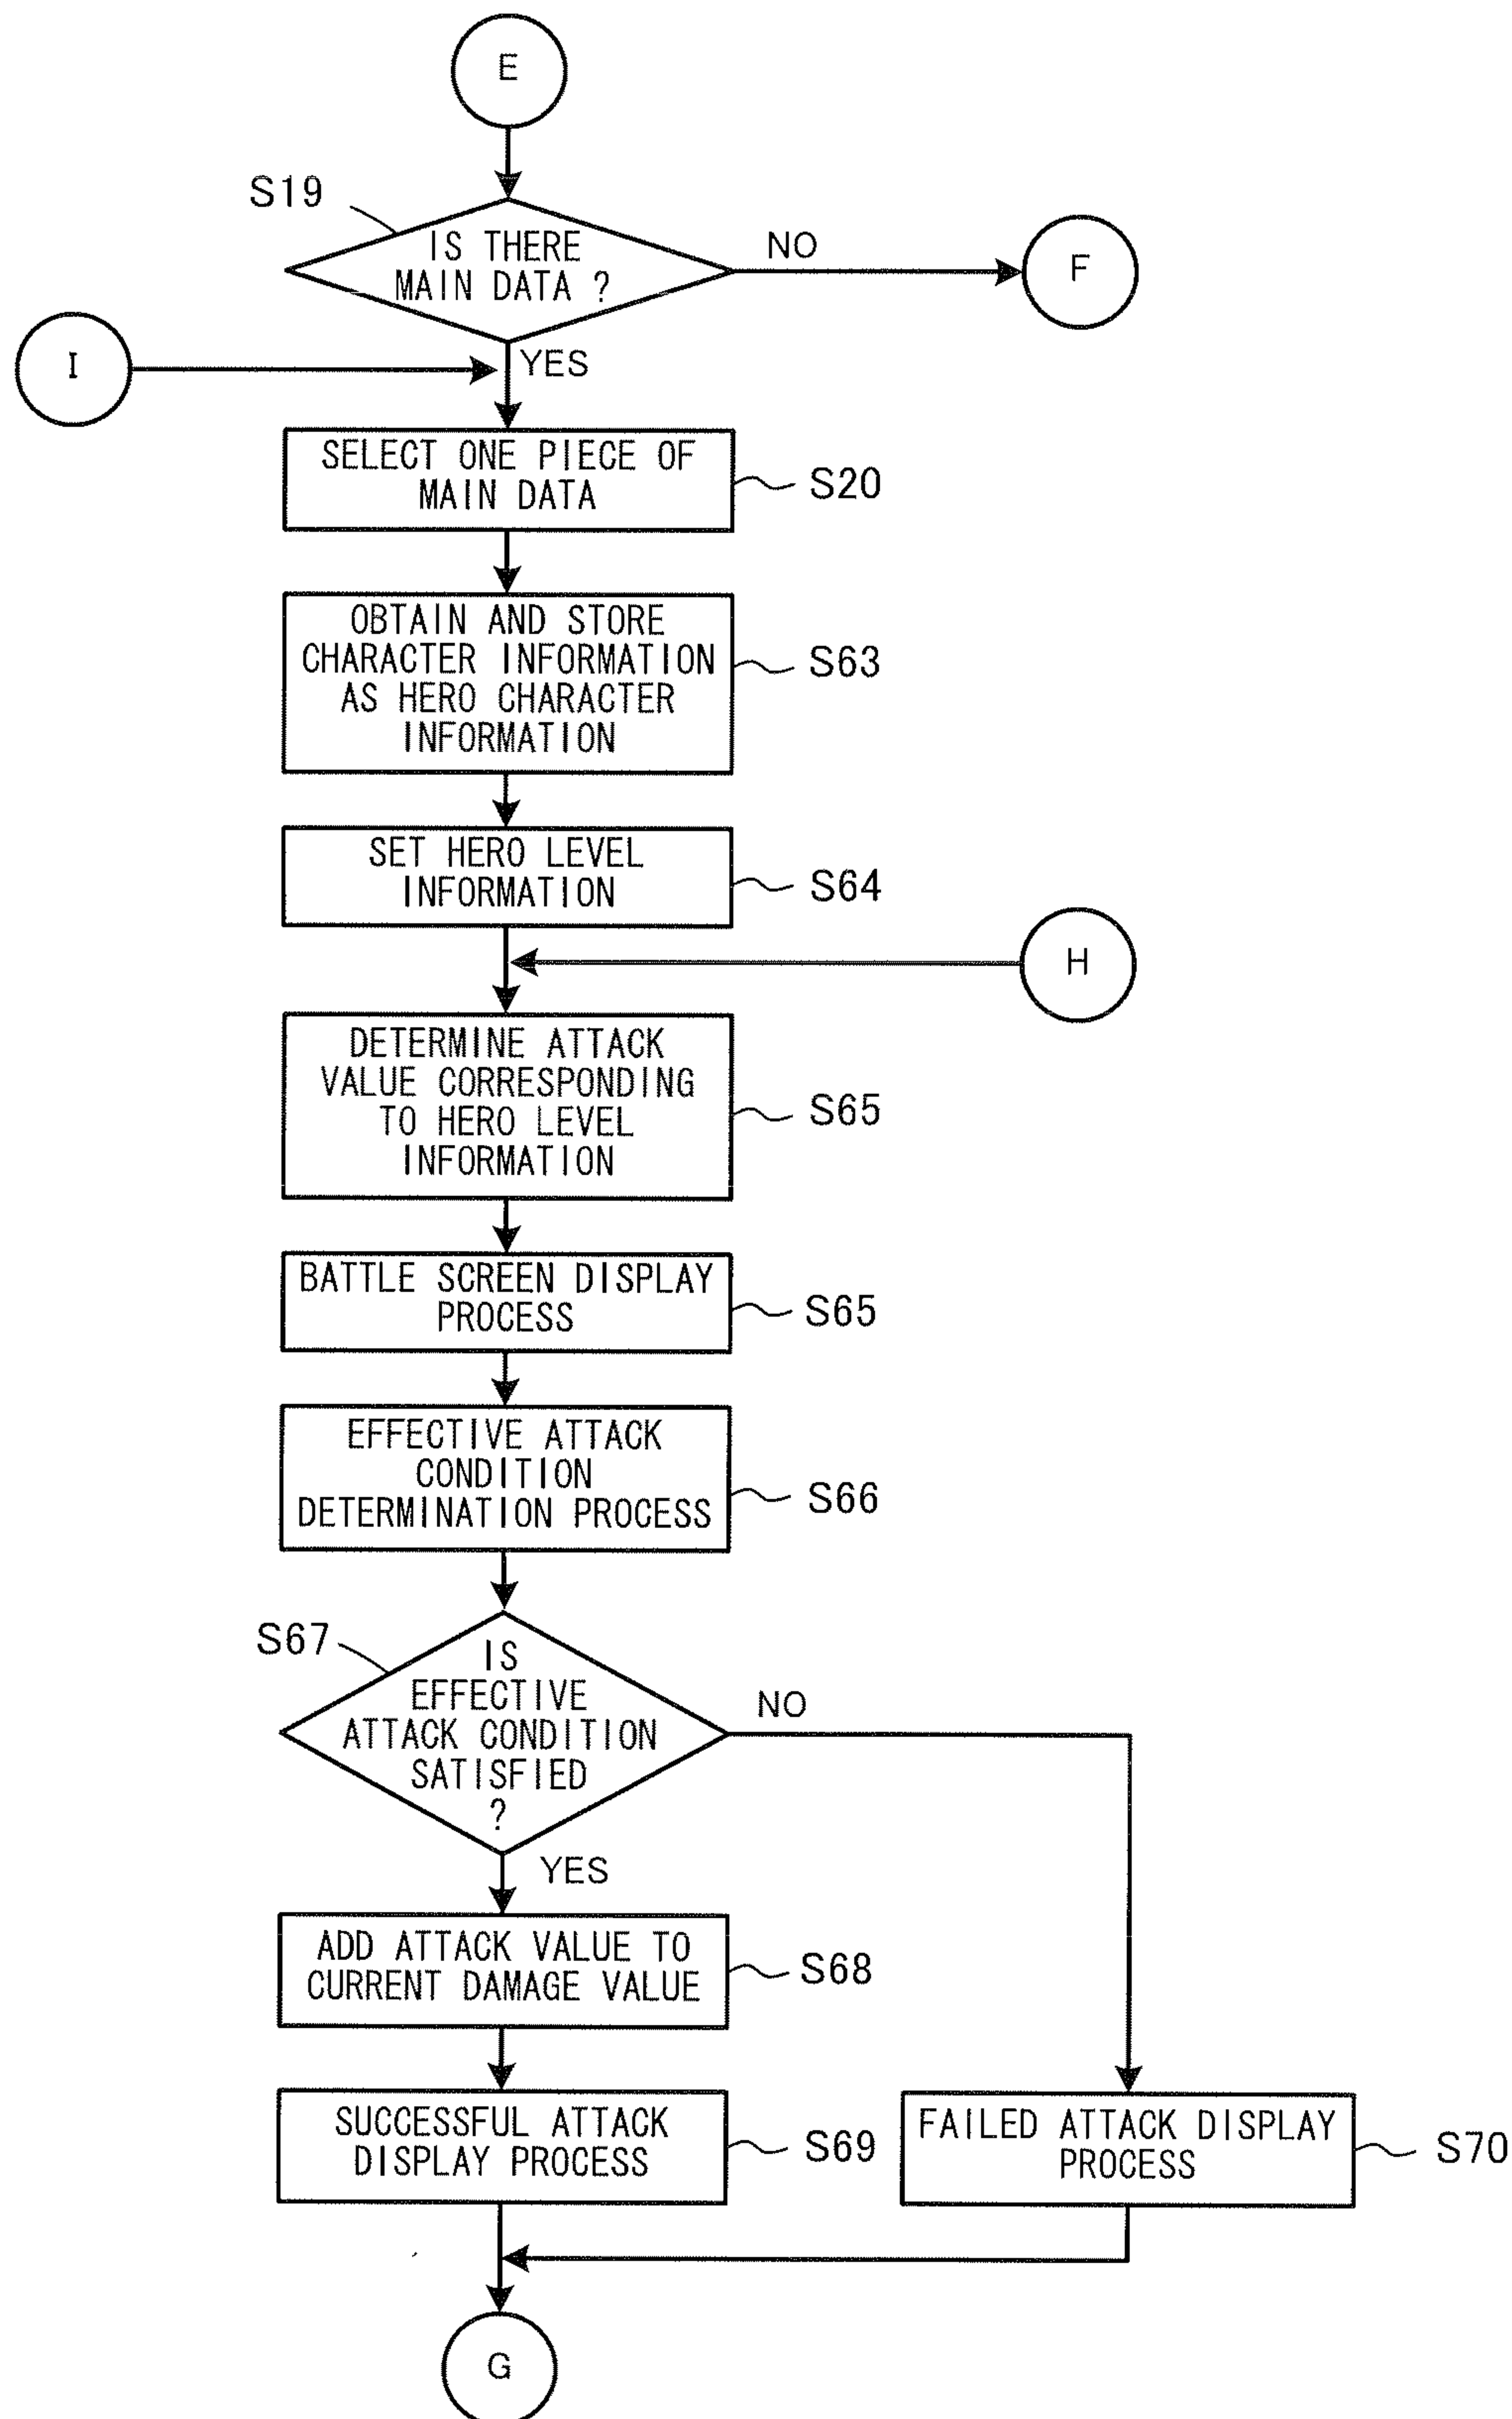 E
S19
IS THERE
MAIN DATA ?
NO
F
I
YES
SELECT ONE PIECE OF
MAIN DATA
S20
OBTAIN AND STORE
CHARACTER INFORMATION
AS HERO CHARACTER
INFORMATION
S63
SET HERO LEVEL
INFORMATION
S64
H
DETERMINE ATTACK
VALUE CORRESPONDING
TO HERO LEVEL
INFORMATION
S65
BATTLE SCREEN DISPLAY
PROCESS
S65
EFFECTIVE ATTACK
CONDITION
DETERMINATION PROCESS
S66
S67
IS
EFFECTIVE
ATTACK CONDITION
SATISFIED
?
NO
YES
ADD ATTACK VALUE TO
CURRENT DAMAGE VALUE
S68
SUCCESSFUL ATTACK
DISPLAY PROCESS
S69
FAILED ATTACK DISPLAY
PROCESS
S70
G